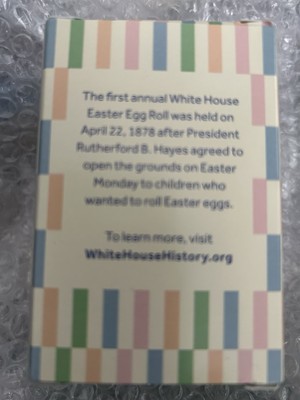 The first annual White House
Easter Egg Roll was held on
April 22, 1878 after President
Rutherford B. Hayes agreed to
open the grounds on Easter
Monday to children who
wanted to roll Easter eggs.
To learn more, visit
WhiteHouseHistory.org